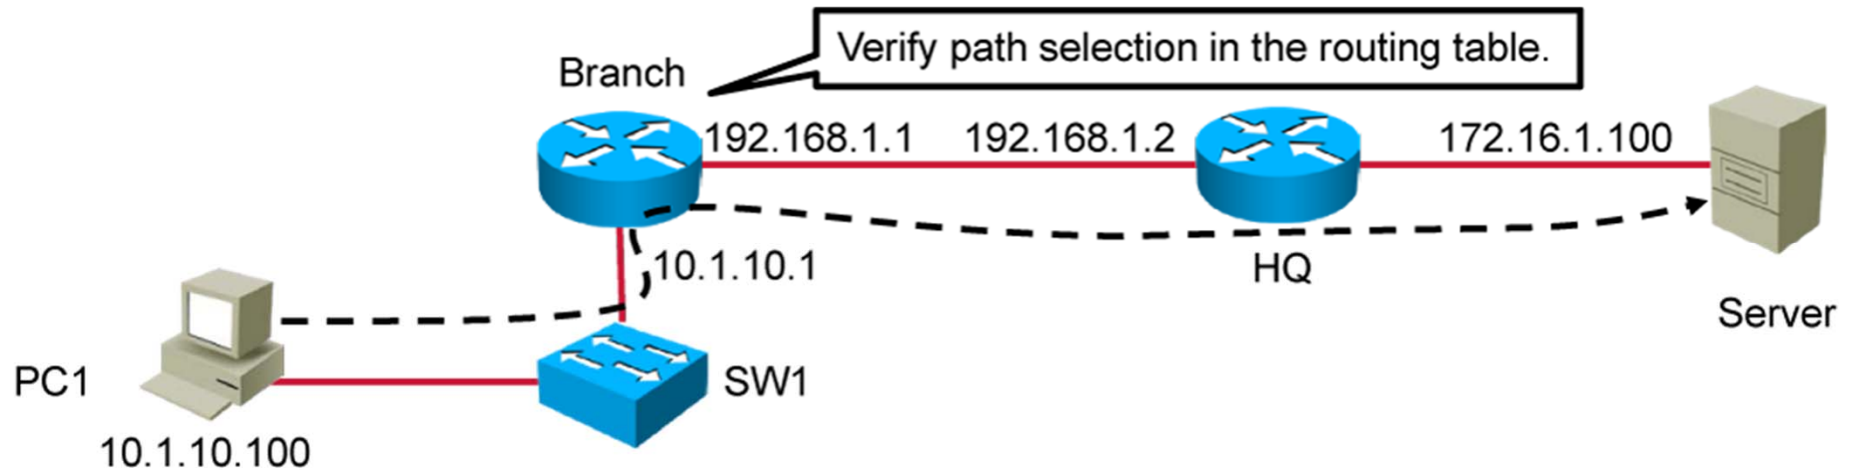 Verify path selection in the routing table.
Branch
192.168.1.1
192.168.1.2
172.16.1.100
10.1.10.1
HQ
Server
PC1
SW1
10.1.10.100